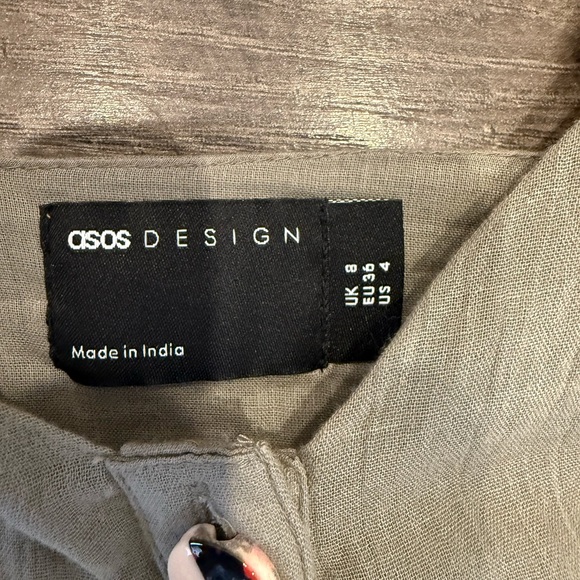 asos DESIGN
Made in India
UK 8
EU 36
US 4